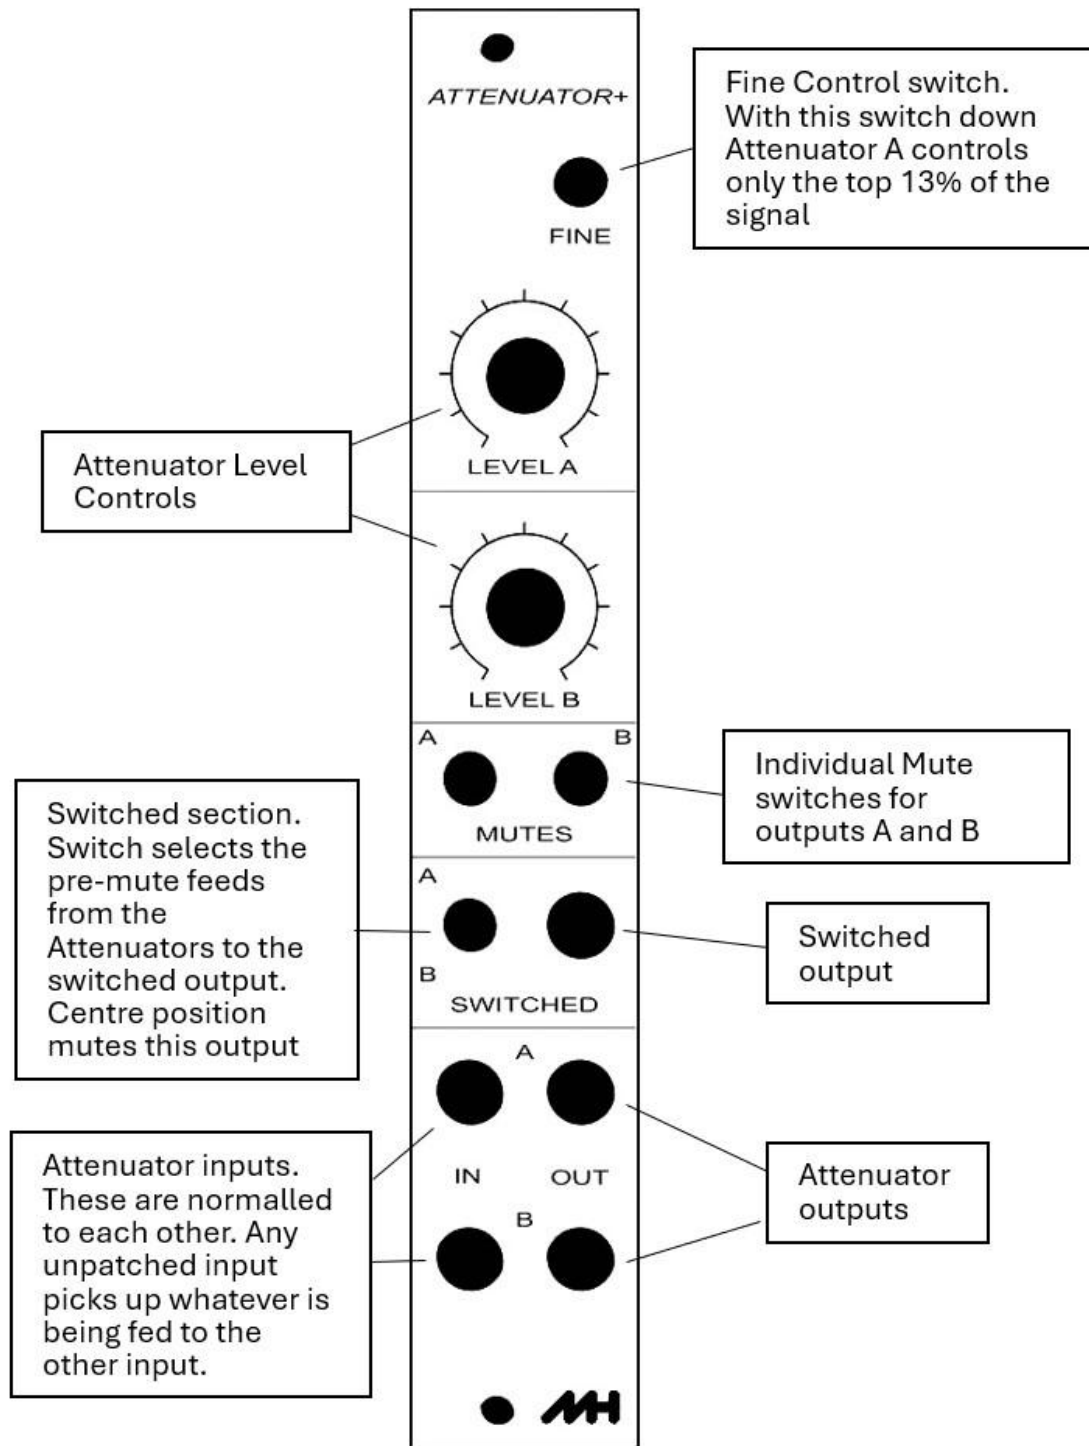 ATTENUATOR+
Fine Control switch.
With this switch down
Attenuator A controls
only the top 13% of the
signal
FINE
Attenuator Level
Controls
LEVEL A
LEVEL B
A
B
MUTES
Individual Mute
switches for
outputs A and B
Switched section.
Switch selects the
pre-mute feeds
from the
Attenuators to the
switched output.
Centre position
mutes this output
A
B
SWITCHED
Switched
output
A
IN
OUT
B
Attenuator inputs.
These are normalled
to each other. Any
unpatched input
picks up whatever is
being fed to the
other input.
Attenuator
outputs
MH